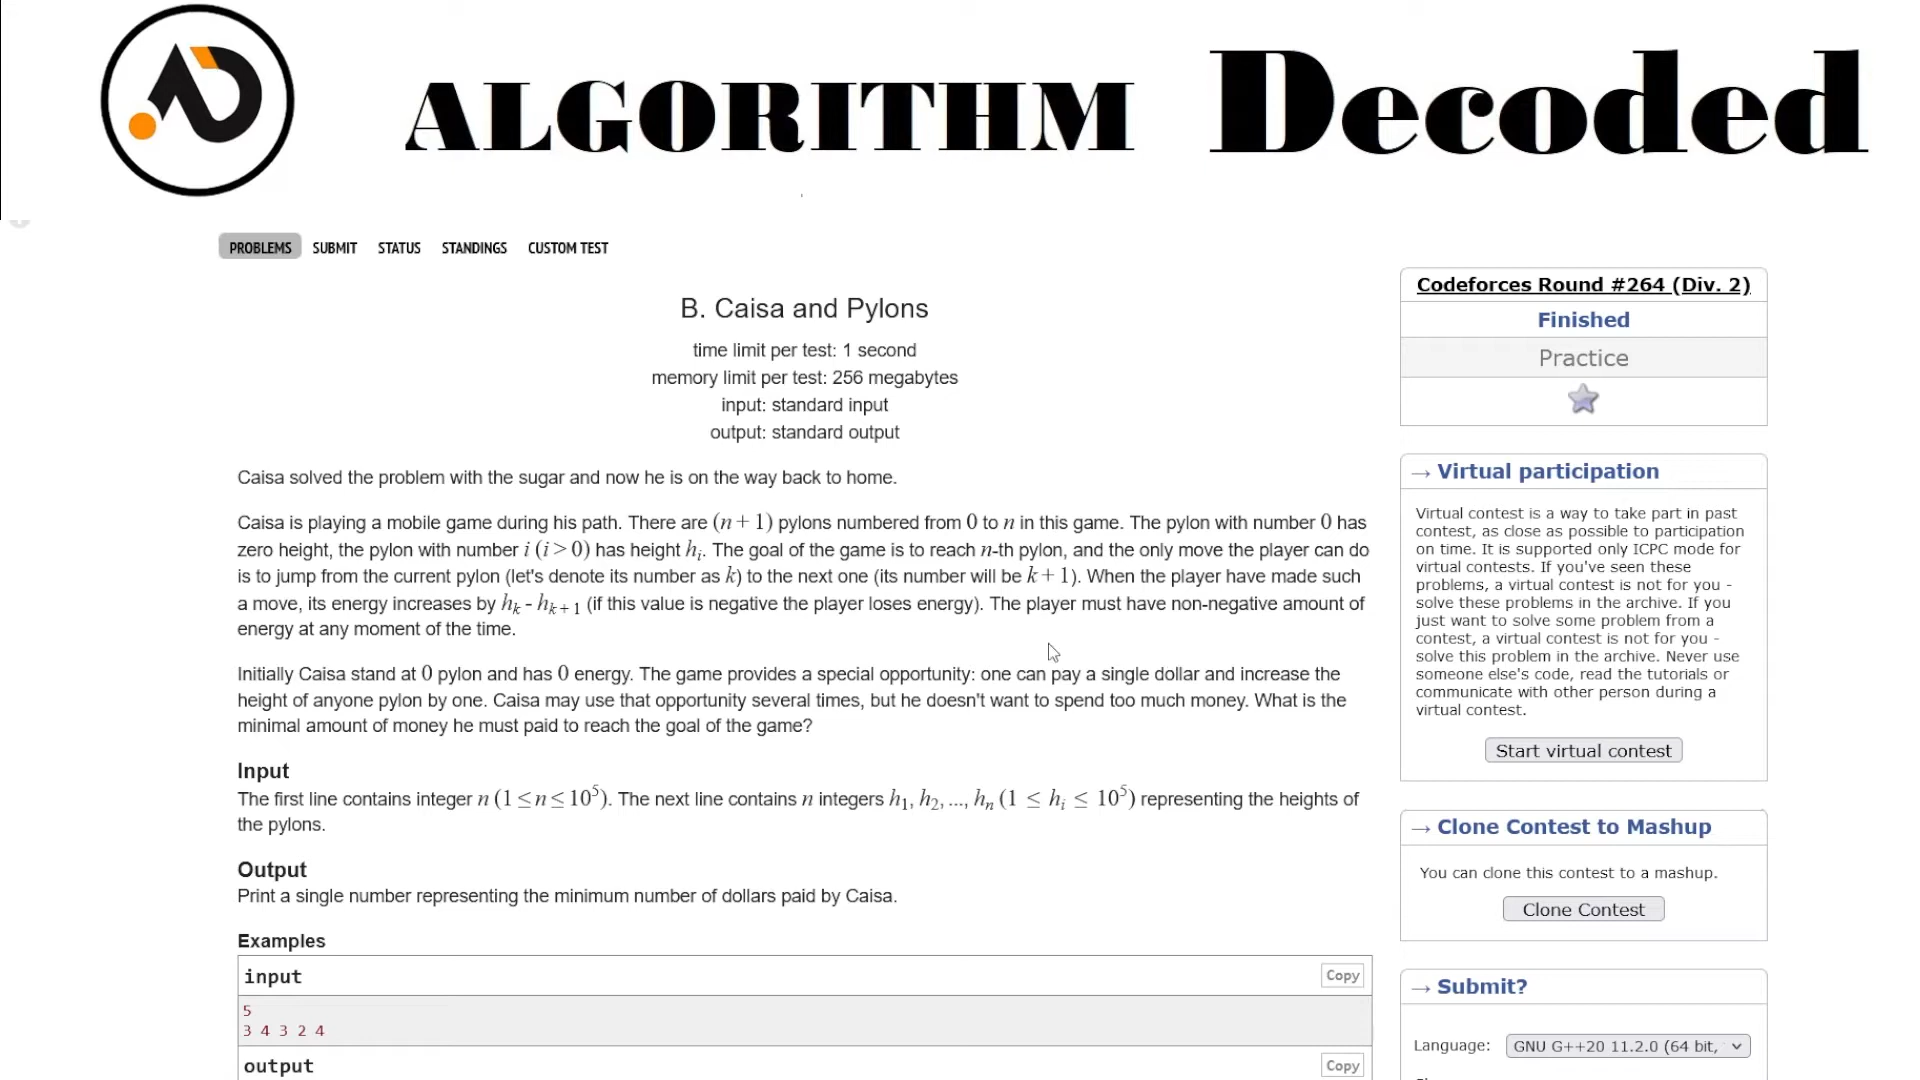 ALGORITHM Decoded
PROBLEMS SUBMIT STATUS STANDINGS CUSTOM TEST
B. Caisa and Pylons
time limit per test: 1 second
memory limit per test: 256 megabytes
input: standard input
output: standard output
Caisa solved the problem with the sugar and now he is on the way back to home.
Caisa is playing a mobile game during his path. There are (n + 1) pylons numbered from 0 to n in this game. The pylon with number 0 has
zero height, the pylon with number i (i > 0) has height hᵢ. The goal of the game is to reach n-th pylon, and the only move the player can do
is to jump from the current pylon (let's denote its number as k) to the next one (its number will be k + 1). When the player have made such
a move, its energy increases by hₖ - hₖ₊₁ (if this value is negative the player loses energy). The player must have non-negative amount of
energy at any moment of the time.
Initially Caisa stand at 0 pylon and has 0 energy. The game provides a special opportunity: one can pay a single dollar and increase the
height of anyone pylon by one. Caisa may use that opportunity several times, but he doesn't want to spend too much money. What is the
minimal amount of money he must paid to reach the goal of the game?
Input
The first line contains integer n (1 ≤ n ≤ 10⁵). The next line contains n integers h₁, h₂, ..., hₙ (1 ≤ hᵢ ≤ 10⁵) representing the heights of
the pylons.
Output
Print a single number representing the minimum number of dollars paid by Caisa.
Examples
input Copy
5
3 4 3 2 4
output Copy
Codeforces Round #264 (Div. 2)
Finished
Practice
→ Virtual participation
Virtual contest is a way to take part in past
contest, as close as possible to participation
on time. It is supported only ICPC mode for
virtual contests. If you've seen these
problems, a virtual contest is not for you -
solve these problems in the archive. If you
just want to solve some problem from a
contest, a virtual contest is not for you -
solve this problem in the archive. Never use
someone else's code, read the tutorials or
communicate with other person during a
virtual contest.
Start virtual contest
→ Clone Contest to Mashup
You can clone this contest to a mashup.
Clone Contest
→ Submit?
Language: GNU G++20 11.2.0 (64 bit,